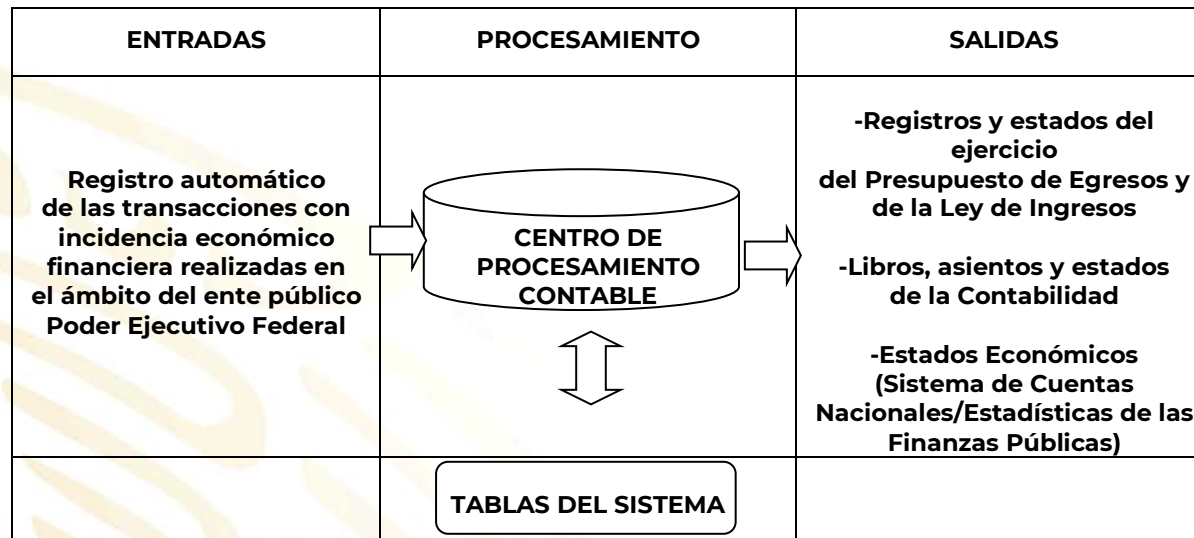 ENTRADAS
PROCESAMIENTO
SALIDAS
Registro automático
de las transacciones con
incidencia económico
financiera realizadas en
el ámbito del ente público
Poder Ejecutivo Federal
CENTRO DE
PROCESAMIENTO
CONTABLE
-Registros y estados del
ejercicio
del Presupuesto de Egresos y
de la Ley de Ingresos
-Libros, asientos y estados
de la Contabilidad
-Estados Económicos
(Sistema de Cuentas
Nacionales/Estadísticas de las
Finanzas Públicas)
TABLAS DEL SISTEMA